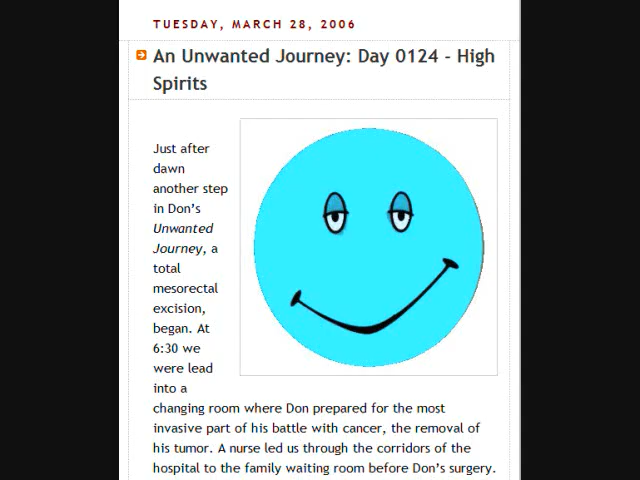 TUESDAY, MARCH 28, 2006
An Unwanted Journey: Day 0124 - High
Spirits
Just after
dawn
another step
in Don's
Unwanted
Journey, a
total
mesorectal
excision,
began. At
6:30 we
were lead
into a
changing room where Don prepared for the most
invasive part of his battle with cancer, the removal of
his tumor. A nurse led us through the corridors of the
hospital to the family waiting room before Don's surgery.